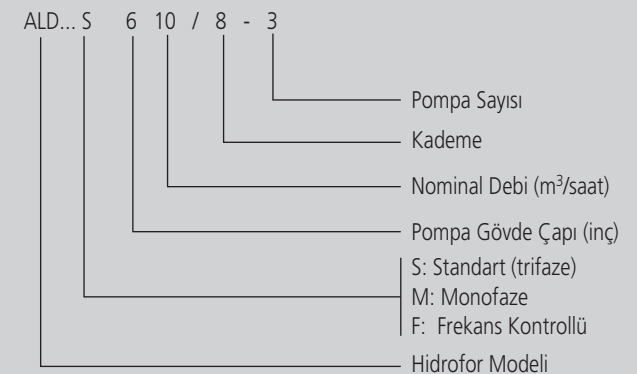 ALD... S 6 10 / 8 - 3
Pompa Sayısı
Kademe
Nominal Debi (m³/saat)
Pompa Gövde Çapı (inç)
S: Standart (trifaze)
M: Monofaze
F: Frekans Kontrollü
Hidrofor Modeli